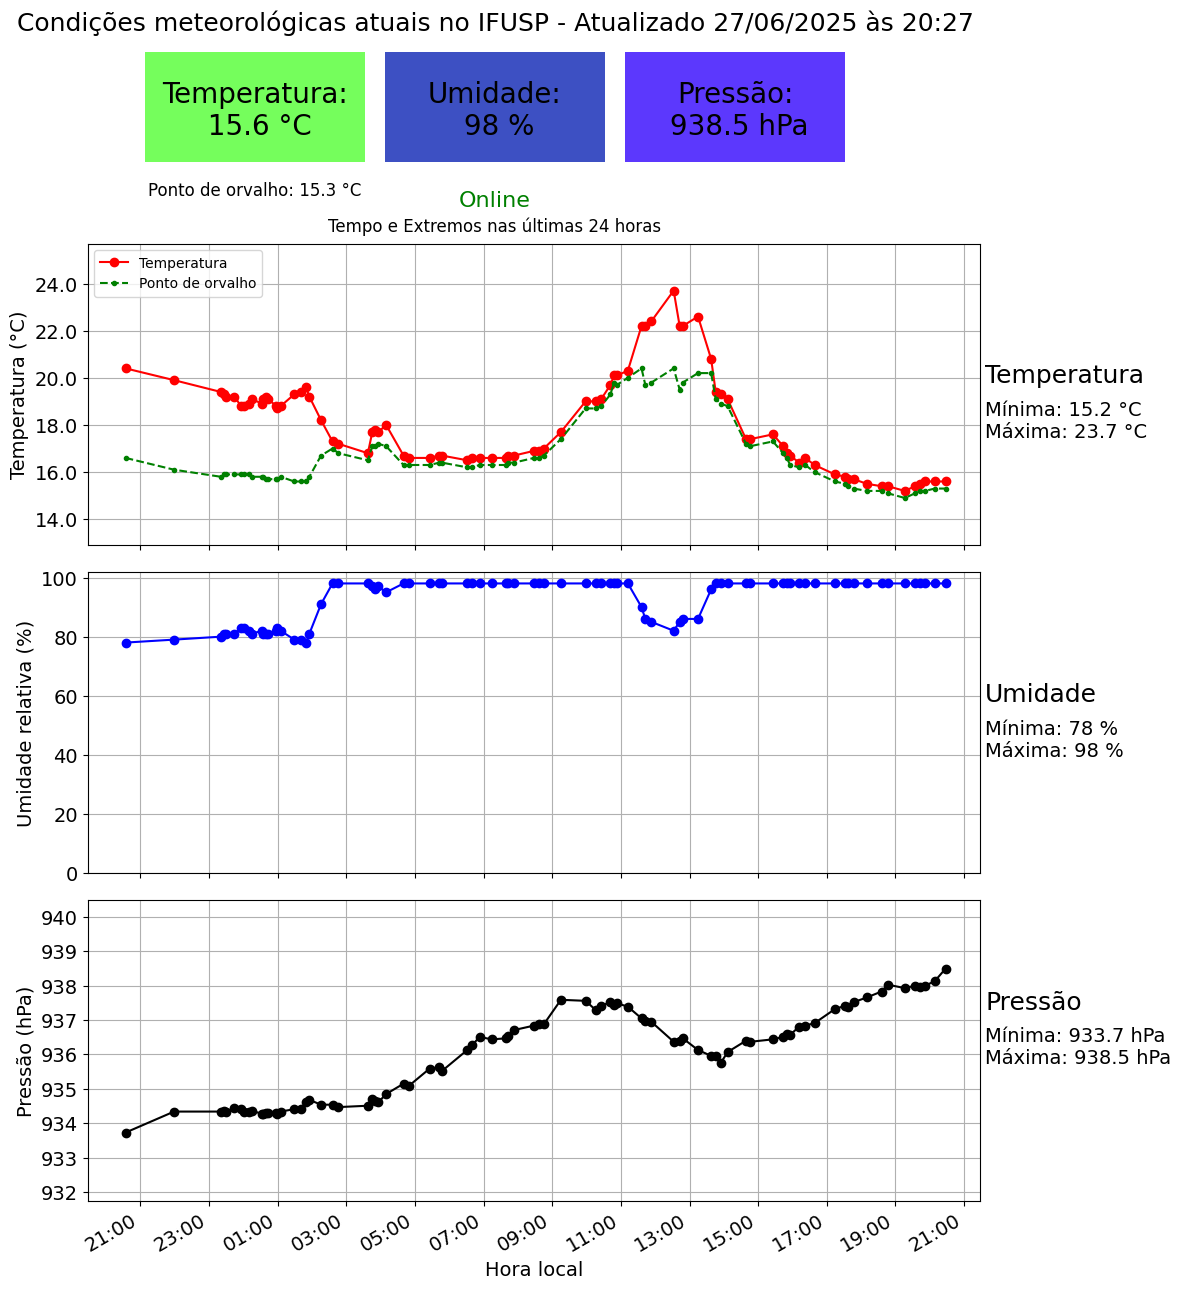 Condições meteorológicas atuais no IFUSP - Atualizado 27/06/2025 às 20:27
Temperatura:
15.6 °C
Umidade:
98 %
Pressão:
938.5 hPa
Ponto de orvalho: 15.3 °C
Online
Tempo e Extremos nas últimas 24 horas
Temperatura
Ponto de orvalho
Temperatura (°C)
24.0
22.0
20.0
18.0
16.0
14.0
Temperatura
Mínima: 15.2 °C
Máxima: 23.7 °C
Umidade relativa (%)
100
80
60
40
20
0
Umidade
Mínima: 78 %
Máxima: 98 %
Pressão (hPa)
940
939
938
937
936
935
934
933
932
Pressão
Mínima: 933.7 hPa
Máxima: 938.5 hPa
21:00
23:00
01:00
03:00
05:00
07:00
09:00
11:00
13:00
15:00
17:00
19:00
21:00
Hora local